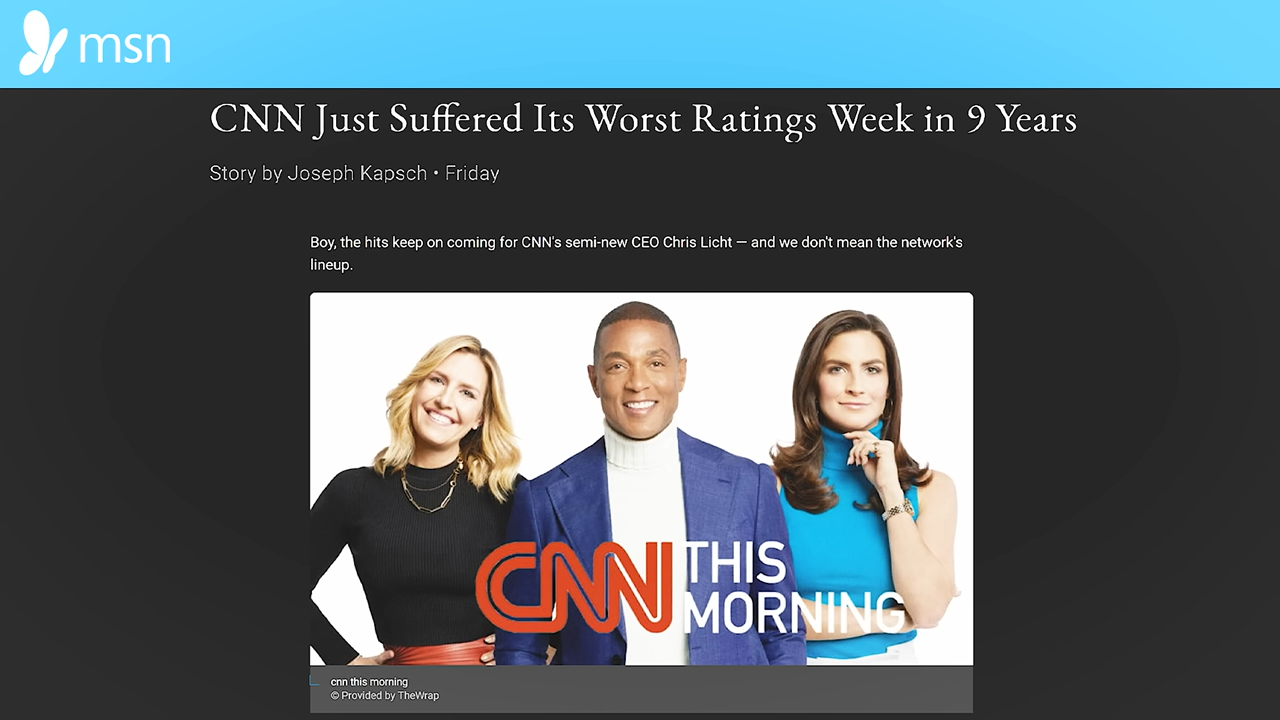 msn
CNN Just Suffered Its Worst Ratings Week in 9 Years
Story by Joseph Kapsch • Friday
Boy, the hits keep on coming for CNN's semi-new CEO Chris Licht — and we don't mean the network's
lineup.
CNN THIS
MORNING
cnn this morning
© Provided by TheWrap